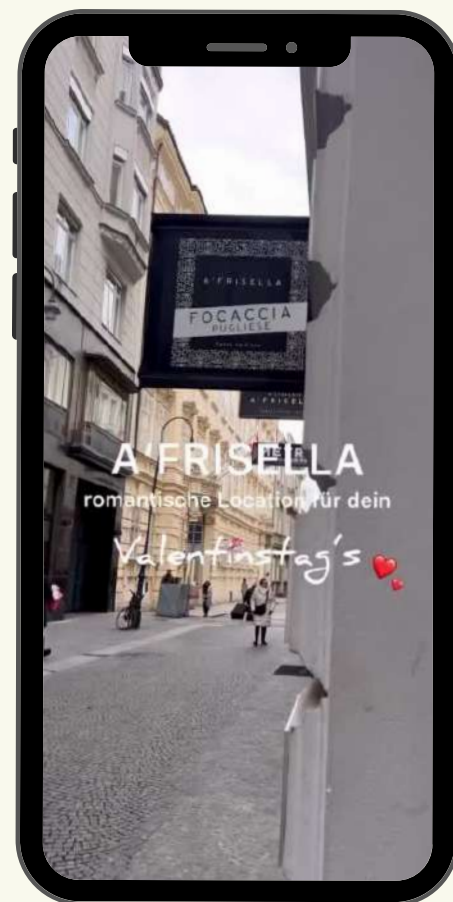 A'FRISELLA
FOCACCIA
PUGLIESE
A'FRISELLA
romantische Location für dein
Valentinstag's